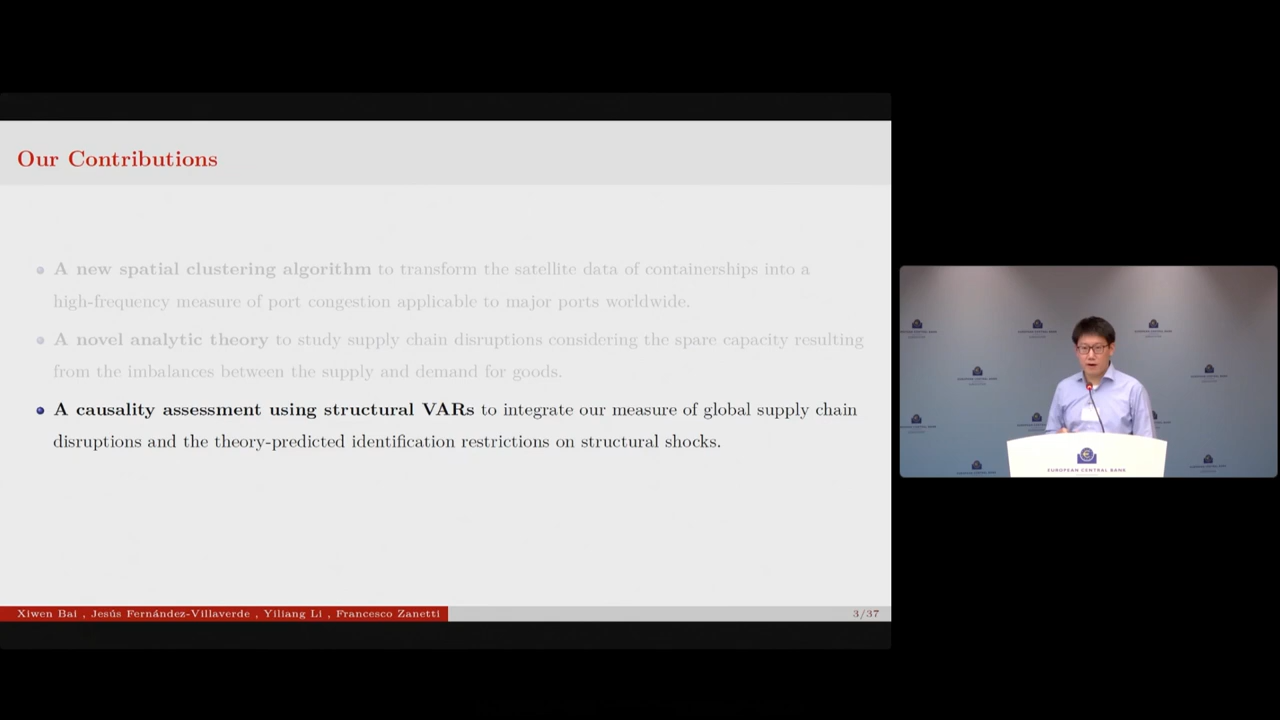 Our Contributions
A new spatial clustering algorithm to transform the satellite data of containerships into a
high-frequency measure of port congestion applicable to major ports worldwide.
A novel analytic theory to study supply chain disruptions considering the spare capacity resulting
from the imbalances between the supply and demand for goods.
A causality assessment using structural VARs to integrate our measure of global supply chain
disruptions and the theory-predicted identification restrictions on structural shocks.
Xiwen Bai , Jesús Fernández-Villaverde , Yiliang Li , Francesco Zanetti
3/37
EUROPEAN CENTRAL BANK